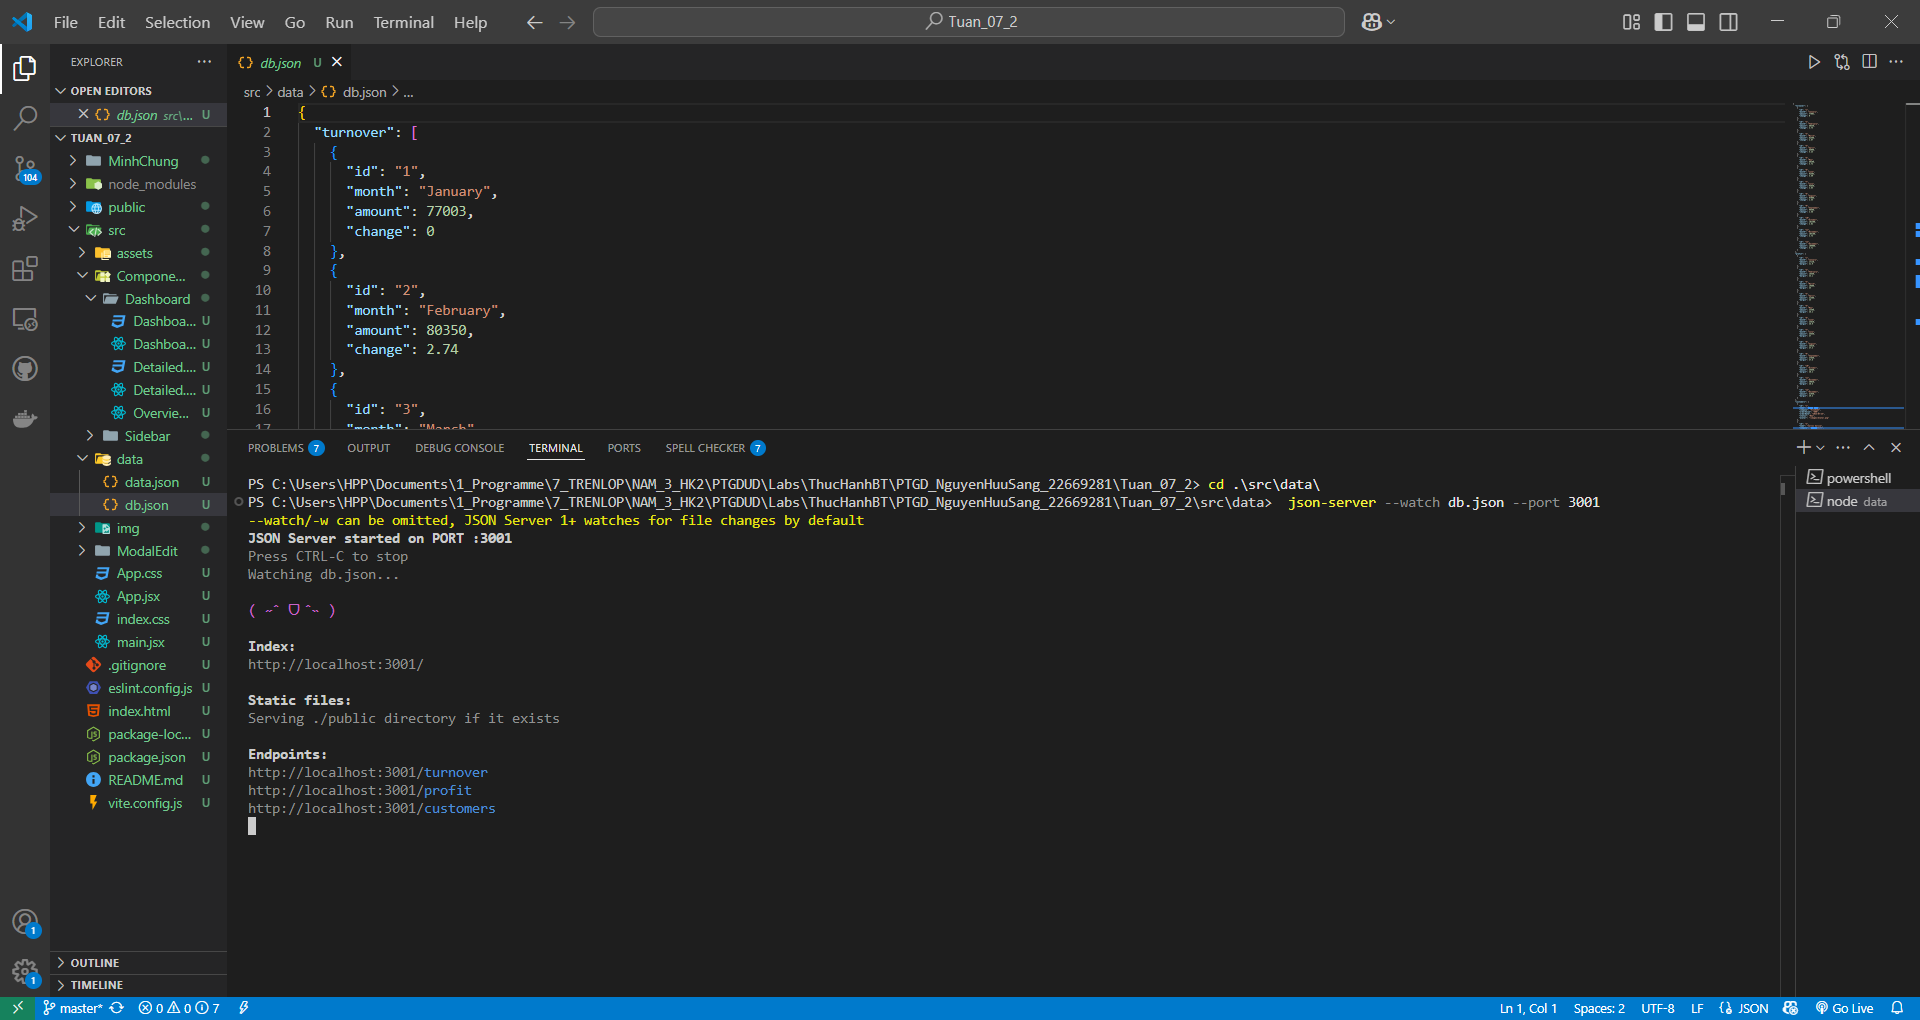 File Edit Selection View Go Run Terminal Help
Tuan_07_2
EXPLORER
OPEN EDITORS
db.json src\... U
TUAN_07_2
MinhChung
node_modules
public
src
assets
Compone...
Dashboard
Dashboa... U
Dashboa... U
Detailed.... U
Detailed.... U
Overvie... U
Sidebar
data
data.json U
db.json U
img
ModalEdit
App.css U
App.jsx U
index.css U
main.jsx U
.gitignore U
eslint.config.js U
index.html U
package-loc... U
package.json U
README.md U
vite.config.js U
OUTLINE
TIMELINE
104
1
1
{} db.json U
src > data > {} db.json > ...
1 {
2 "turnover": [
3 {
4 "id": "1",
5 "month": "January",
6 "amount": 77003,
7 "change": 0
8 },
9 {
10 "id": "2",
11 "month": "February",
12 "amount": 80350,
13 "change": 2.74
14 },
15 {
16 "id": "3",
17 "month": "March",
PROBLEMS 7 OUTPUT DEBUG CONSOLE TERMINAL PORTS SPELL CHECKER 7
PS C:\Users\HPP\Documents\1_Programme\7_TRENLOP\NAM_3_HK2\PTGDUD\Labs\ThucHanhBT\PTGD_NguyenHuuSang_22669281\Tuan_07_2> cd .\src\data\
PS C:\Users\HPP\Documents\1_Programme\7_TRENLOP\NAM_3_HK2\PTGDUD\Labs\ThucHanhBT\PTGD_NguyenHuuSang_22669281\Tuan_07_2\src\data> json-server --watch db.json --port 3001
--watch/-w can be omitted, JSON Server 1+ watches for file changes by default
JSON Server started on PORT :3001
Press CTRL-C to stop
Watching db.json...
( ˶ˆ ᗜ ˆ˵ )
Index:
http://localhost:3001/
Static files:
Serving ./public directory if it exists
Endpoints:
http://localhost:3001/turnover
http://localhost:3001/profit
http://localhost:3001/customers
powershell
node data
master* 0 0 7
Ln 1, Col 1 Spaces: 2 UTF-8 LF {} JSON Go Live